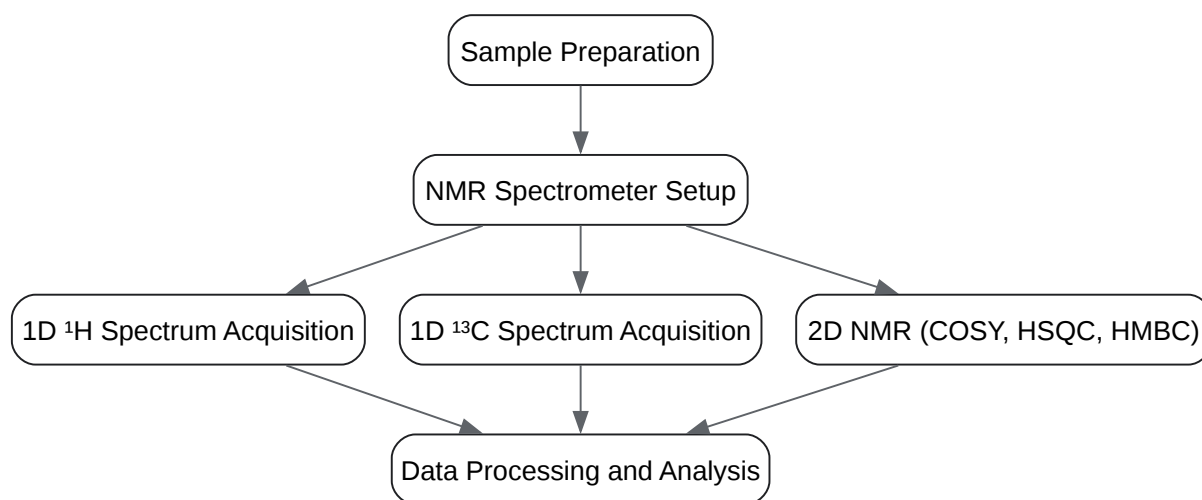 Sample Preparation
NMR Spectrometer Setup
1D ¹H Spectrum Acquisition
1D ¹³C Spectrum Acquisition
2D NMR (COSY, HSQC, HMBC)
Data Processing and Analysis